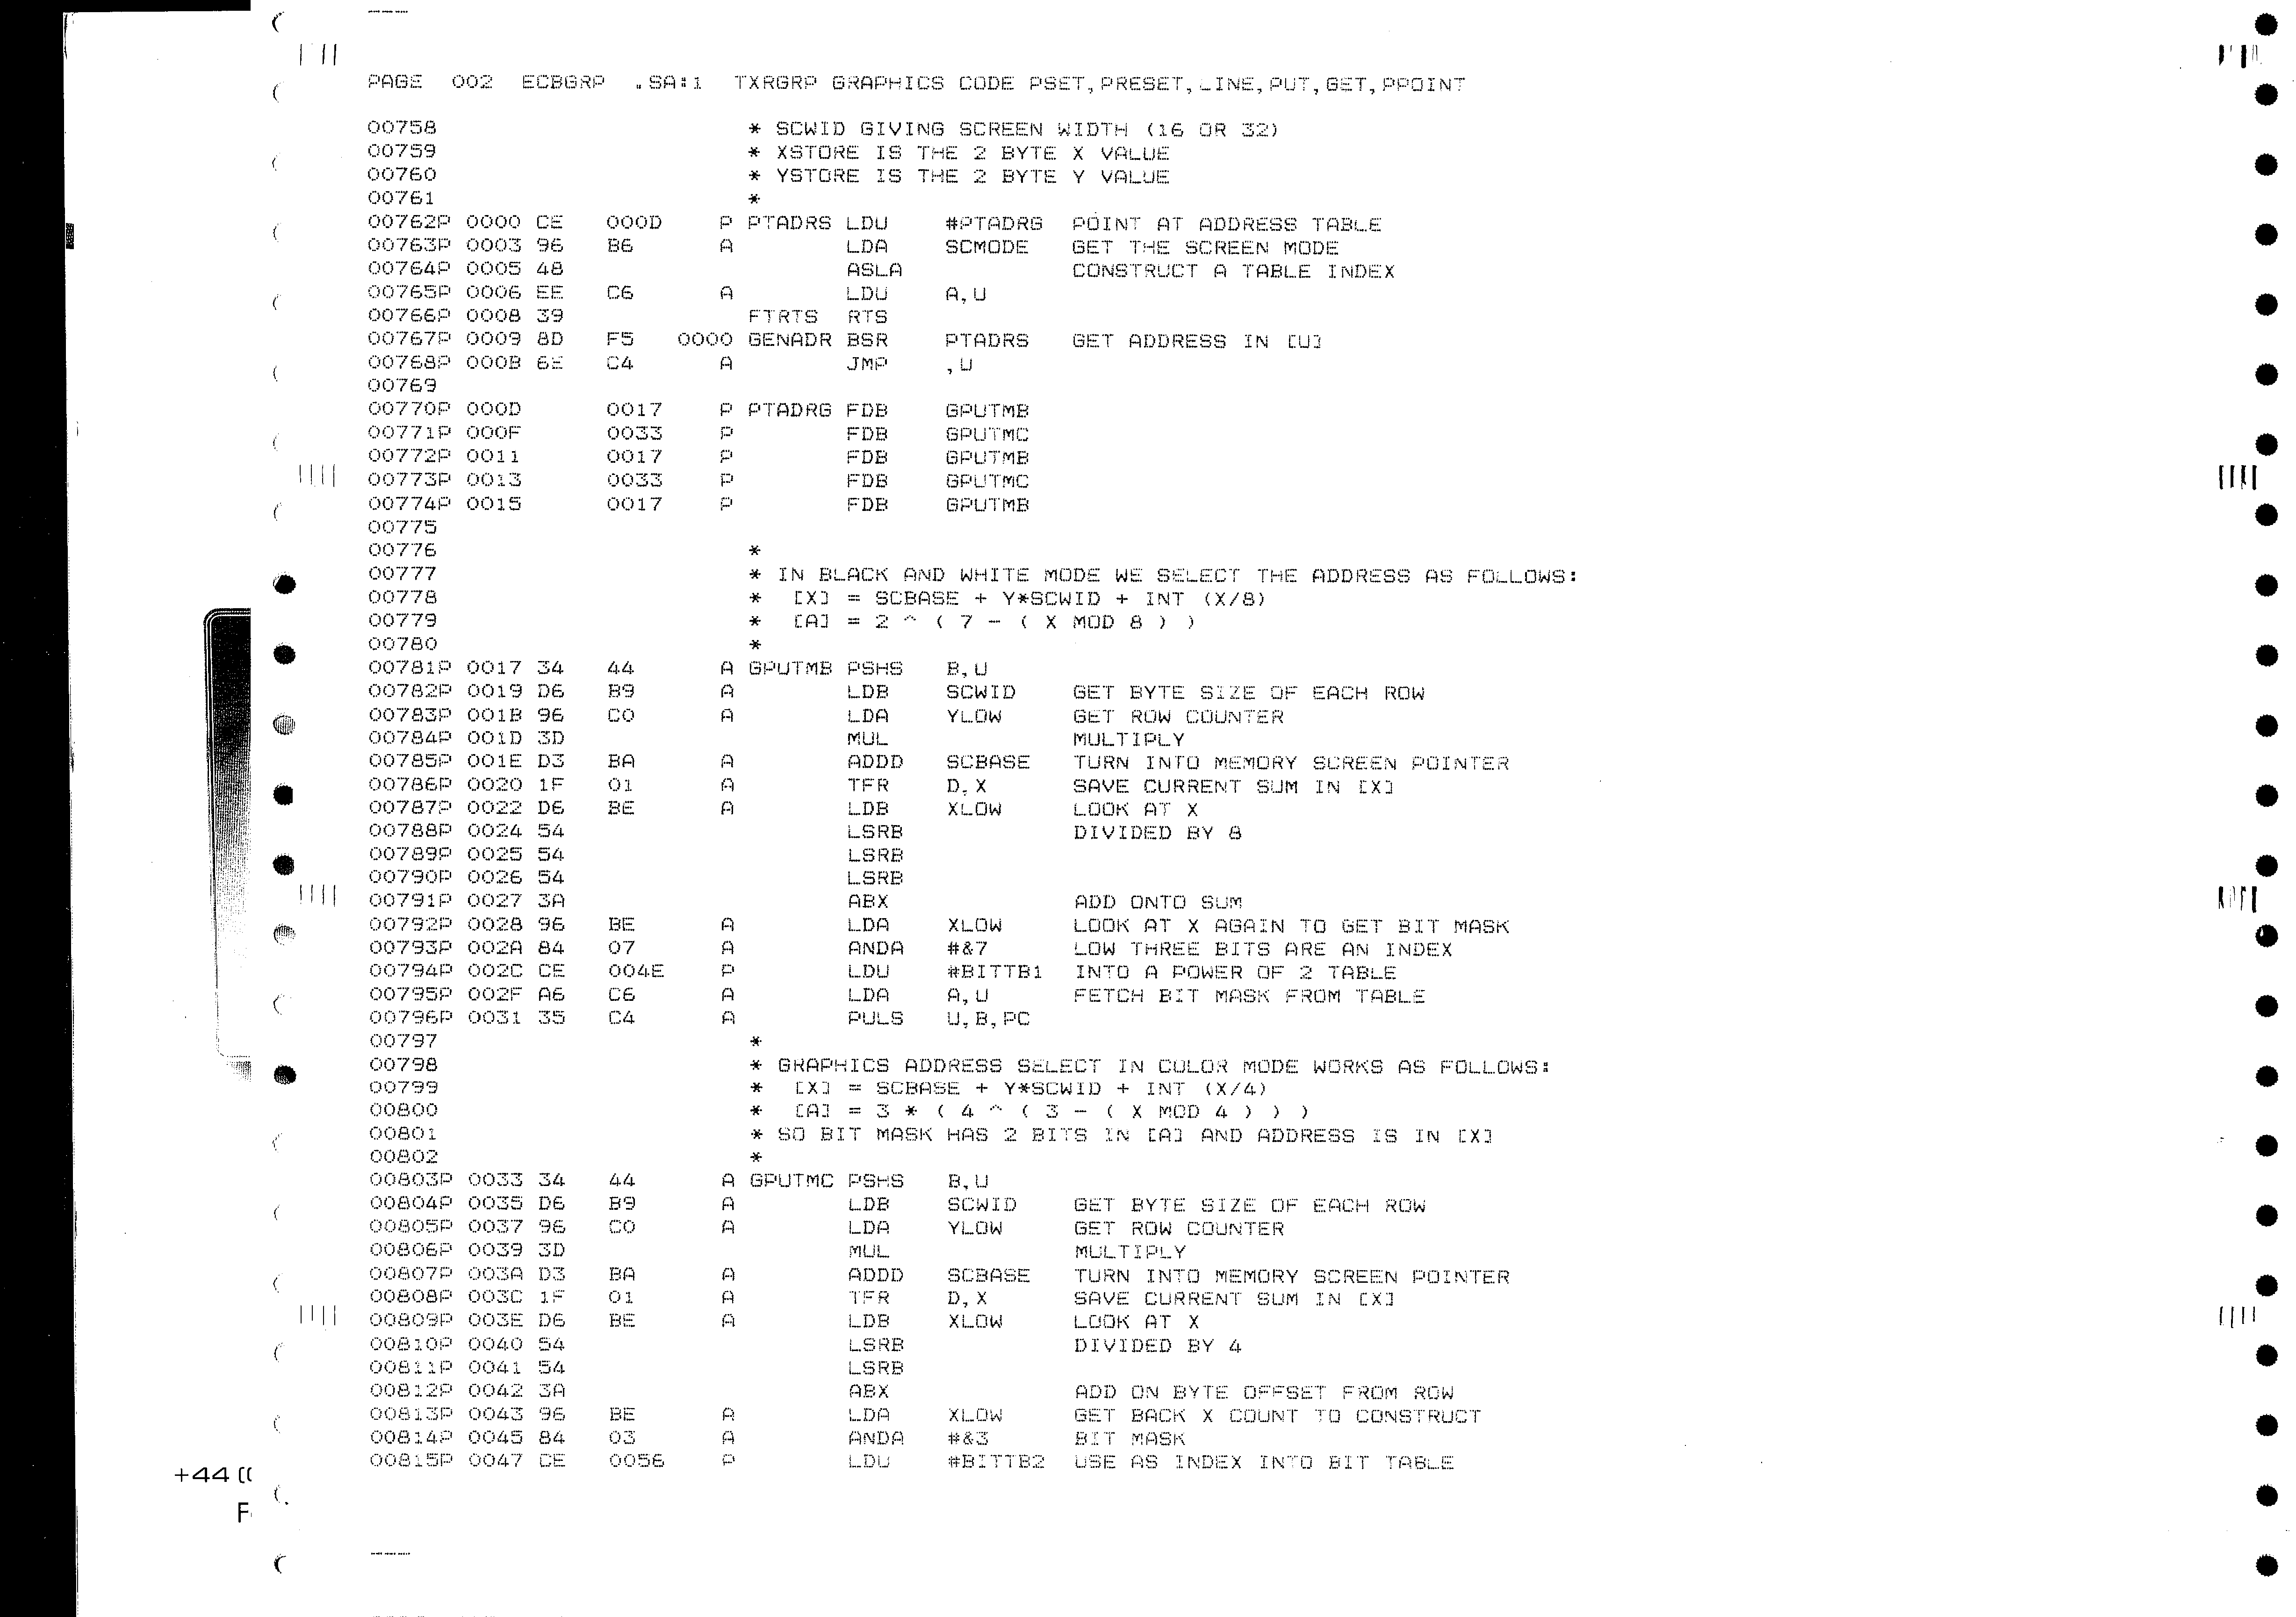 PAGE 002 ECBGRP .SA:1 TXRGRP GRAPHICS CODE PSET,PRESET,LINE,PUT,GET,PPOINT
00758 * SCWID GIVING SCREEN WIDTH (16 OR 32)
00759 * XSTORE IS THE 2 BYTE X VALUE
00760 * YSTORE IS THE 2 BYTE Y VALUE
00761 *
00762P 0000 CE 000D P PTADRS LDU #PTADRG POINT AT ADDRESS TABLE
00763P 0003 96 B6 A LDA SCMODE GET THE SCREEN MODE
00764P 0005 48 ASLA CONSTRUCT A TABLE INDEX
00765P 0006 EE C6 A LDU A,U
00766P 0008 39 FTRTS RTS
00767P 0009 8D F5 0000 GENADR BSR PTADRS GET ADDRESS IN [U]
00768P 000B 6E C4 A JMP ,U
00769
00770P 000D 0017 P PTADRG FDB GPUTMB
00771P 000F 0033 P FDB GPUTMC
00772P 0011 0017 P FDB GPUTMB
00773P 0013 0033 P FDB GPUTMC
00774P 0015 0017 P FDB GPUTMB
00775
00776 *
00777 * IN BLACK AND WHITE MODE WE SELECT THE ADDRESS AS FOLLOWS:
00778 * [X] = SCBASE + Y*SCWID + INT (X/8)
00779 * [A] = 2 ^ ( 7 - ( X MOD 8 ) )
00780 *
00781P 0017 34 44 A GPUTMB PSHS B,U
00782P 0019 D6 B9 A LDB SCWID GET BYTE SIZE OF EACH ROW
00783P 001B 96 C0 A LDA YLOW GET ROW COUNTER
00784P 001D 3D MUL MULTIPLY
00785P 001E D3 BA A ADDD SCBASE TURN INTO MEMORY SCREEN POINTER
00786P 0020 1F 01 A TFR D,X SAVE CURRENT SUM IN [X]
00787P 0022 D6 BE A LDB XLOW LOOK AT X
00788P 0024 54 LSRB DIVIDED BY 8
00789P 0025 54 LSRB
00790P 0026 54 LSRB
00791P 0027 3A ABX ADD ONTO SUM
00792P 0028 96 BE A LDA XLOW LOOK AT X AGAIN TO GET BIT MASK
00793P 002A 84 07 A ANDA #&7 LOW THREE BITS ARE AN INDEX
00794P 002C CE 004E P LDU #BITTB1 INTO A POWER OF 2 TABLE
00795P 002F A6 C6 A LDA A,U FETCH BIT MASK FROM TABLE
00796P 0031 35 C4 A PULS U,B,PC
00797 *
00798 * GRAPHICS ADDRESS SELECT IN COLOR MODE WORKS AS FOLLOWS:
00799 * [X] = SCBASE + Y*SCWID + INT (X/4)
00800 * [A] = 3 * ( 4 ^ ( 3 - ( X MOD 4 ) ) )
00801 * SO BIT MASK HAS 2 BITS IN [A] AND ADDRESS IS IN [X]
00802 *
00803P 0033 34 44 A GPUTMC PSHS B,U
00804P 0035 D6 B9 A LDB SCWID GET BYTE SIZE OF EACH ROW
00805P 0037 96 C0 A LDA YLOW GET ROW COUNTER
00806P 0039 3D MUL MULTIPLY
00807P 003A D3 BA A ADDD SCBASE TURN INTO MEMORY SCREEN POINTER
00808P 003C 1F 01 A TFR D,X SAVE CURRENT SUM IN [X]
00809P 003E D6 BE A LDB XLOW LOOK AT X
00810P 0040 54 LSRB DIVIDED BY 4
00811P 0041 54 LSRB
00812P 0042 3A ABX ADD ON BYTE OFFSET FROM ROW
00813P 0043 96 BE A LDA XLOW GET BACK X COUNT TO CONSTRUCT
00814P 0045 84 03 A ANDA #&3 BIT MASK
00815P 0047 CE 0056 P LDU #BITTB2 USE AS INDEX INTO BIT TABLE
+44 (
F